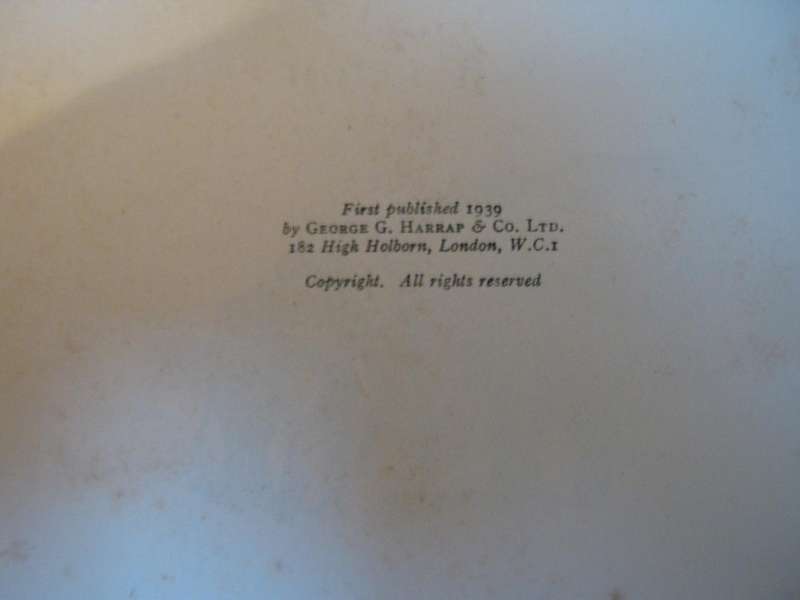 First published 1939
by GEORGE G. HARRAP & CO. LTD.
182 High Holborn, London, W.C.1
Copyright. All rights reserved